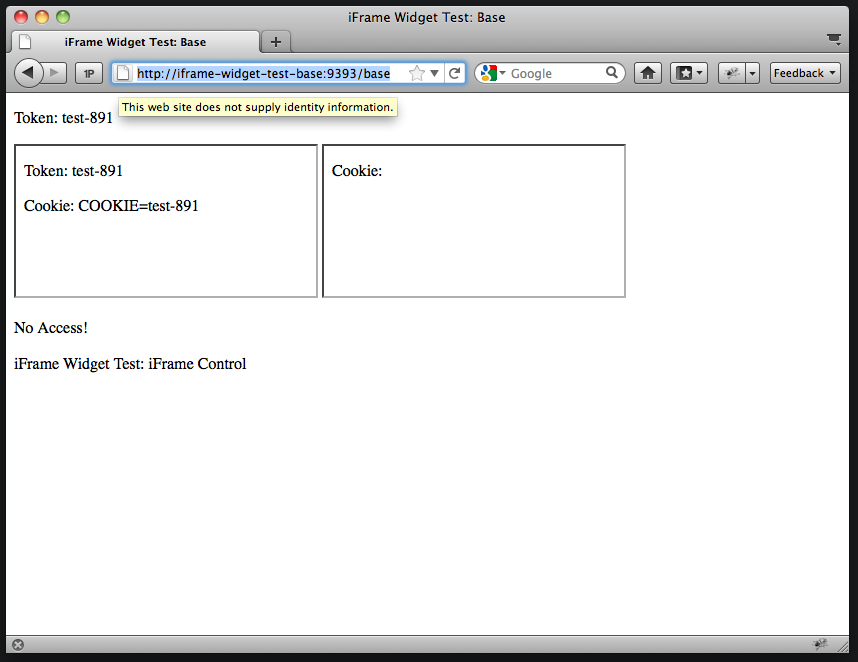 iFrame Widget Test: Base
iFrame Widget Test: Base
+
1P
http://iframe-widget-test-base:9393/base
Google
Feedback
This web site does not supply identity information.
Token: test-891
Token: test-891
Cookie: COOKIE=test-891
Cookie:
No Access!
iFrame Widget Test: iFrame Control